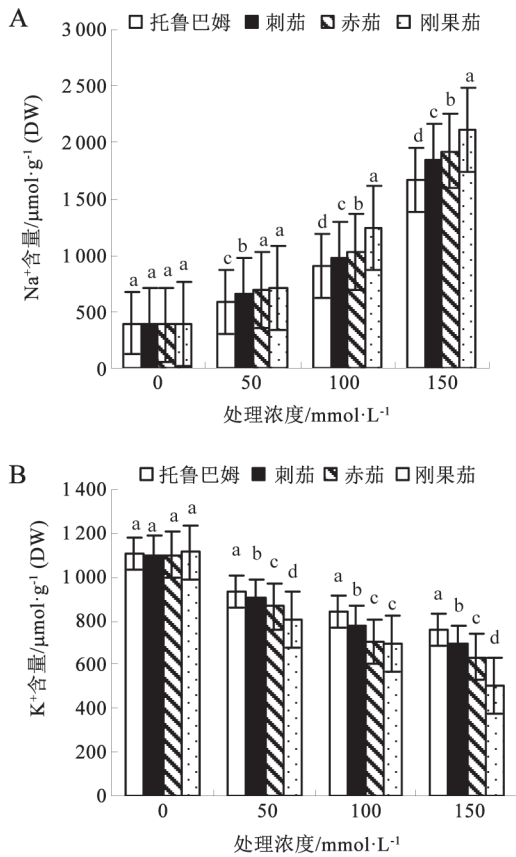 A
托鲁巴姆 刺茄 赤茄 刚果茄
Na⁺含量/μmol·g⁻¹ (DW)
3 000
2 500
2 000
1 500
1 000
500
0
a a a a
c b a a
d c b a
d c b a
0 50 100 150
处理浓度/mmol·L⁻¹
B
托鲁巴姆 刺茄 赤茄 刚果茄
K⁺含量/μmol·g⁻¹ (DW)
1 400
1 200
1 000
800
600
400
200
0
a a a a
a b c d
a b c c
a b c d
0 50 100 150
处理浓度/mmol·L⁻¹